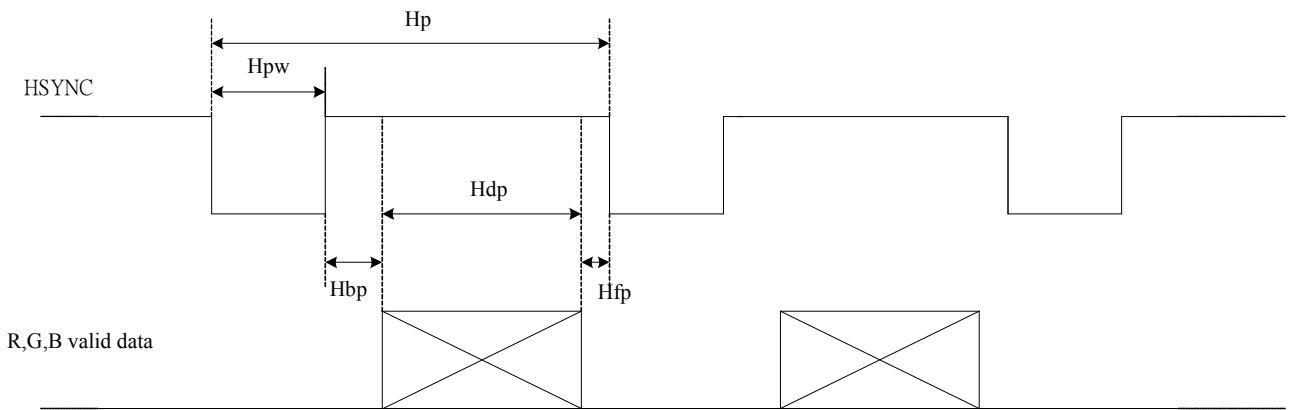 Hp
Hpw
HSYNC
Hdp
Hbp
Hfp
R,G,B valid data